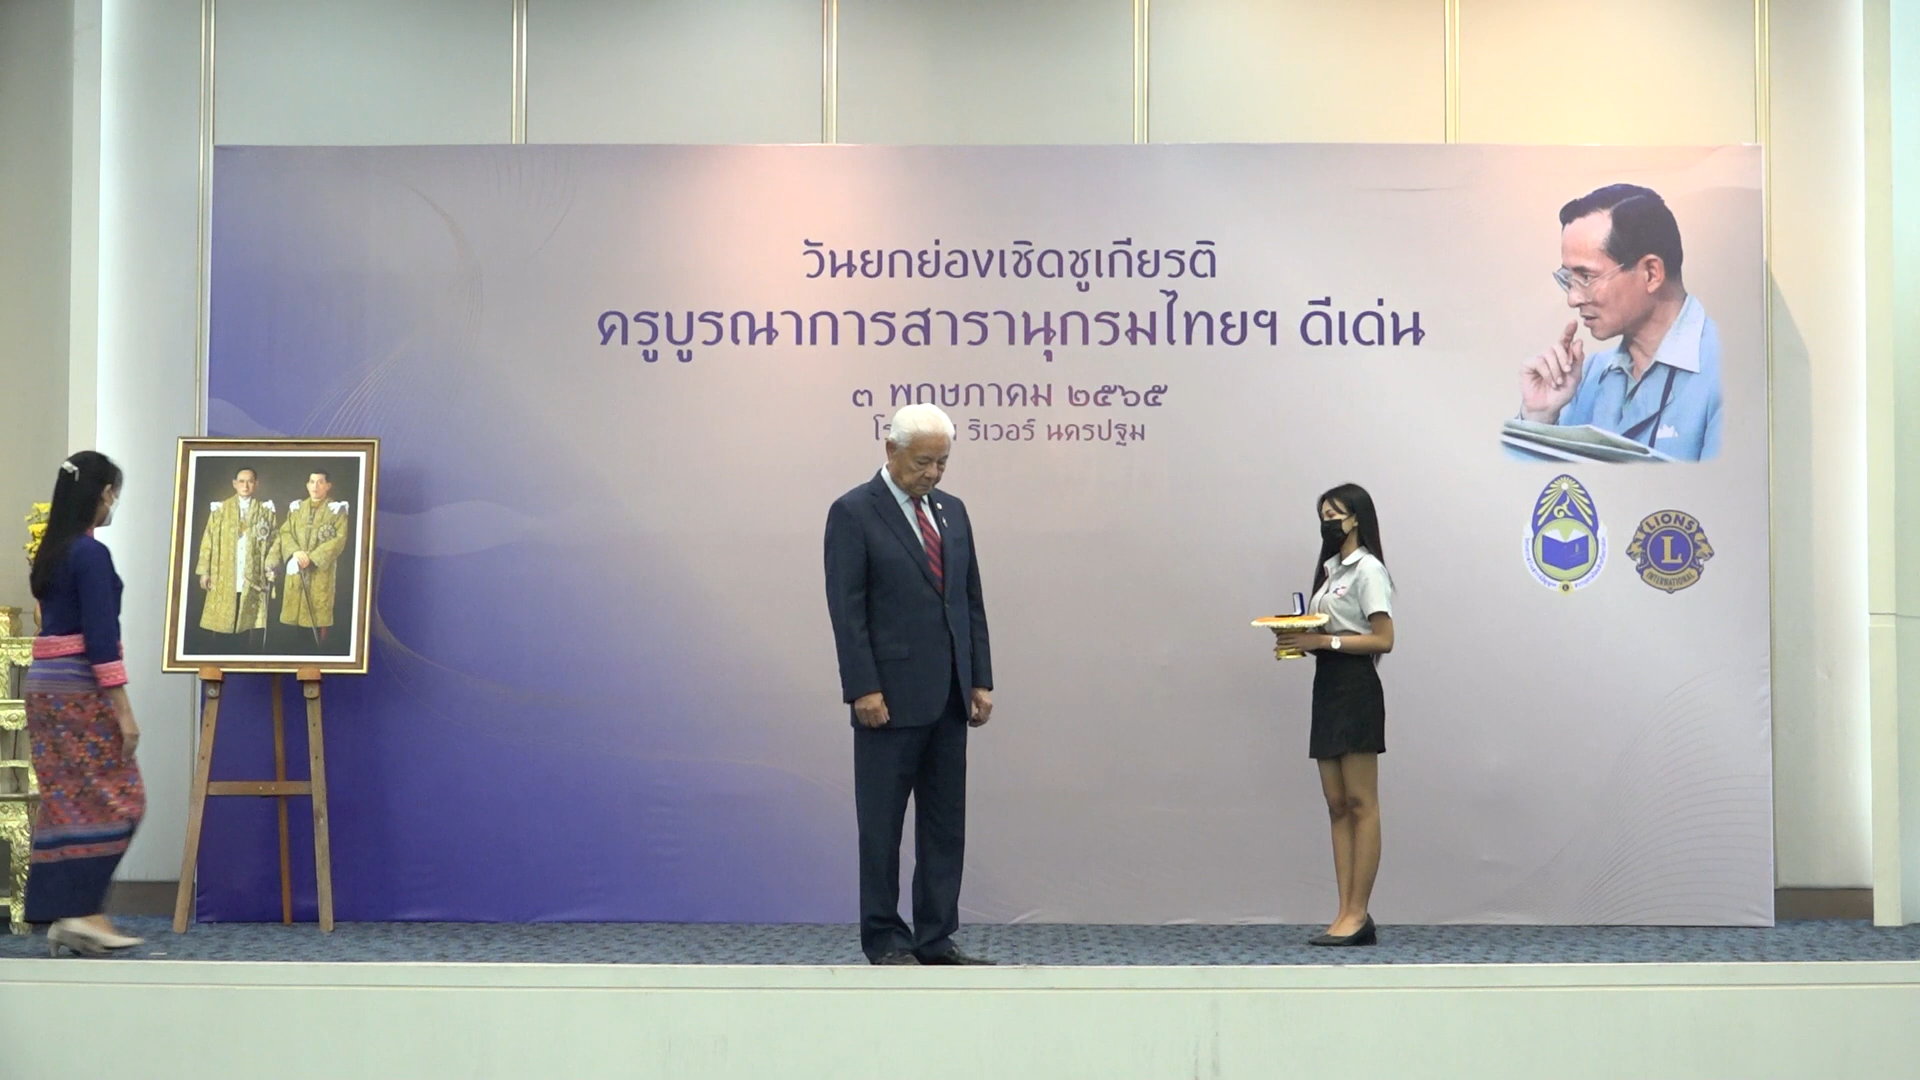 วันยกย่องเชิดชูเกียรติ
ครูบูรณาการสารานุกรมไทยฯ ดีเด่น
๓ พฤษภาคม ๒๕๖๕
ริเวอร์ นครปฐม
LIONS
L
INTERNATIONAL